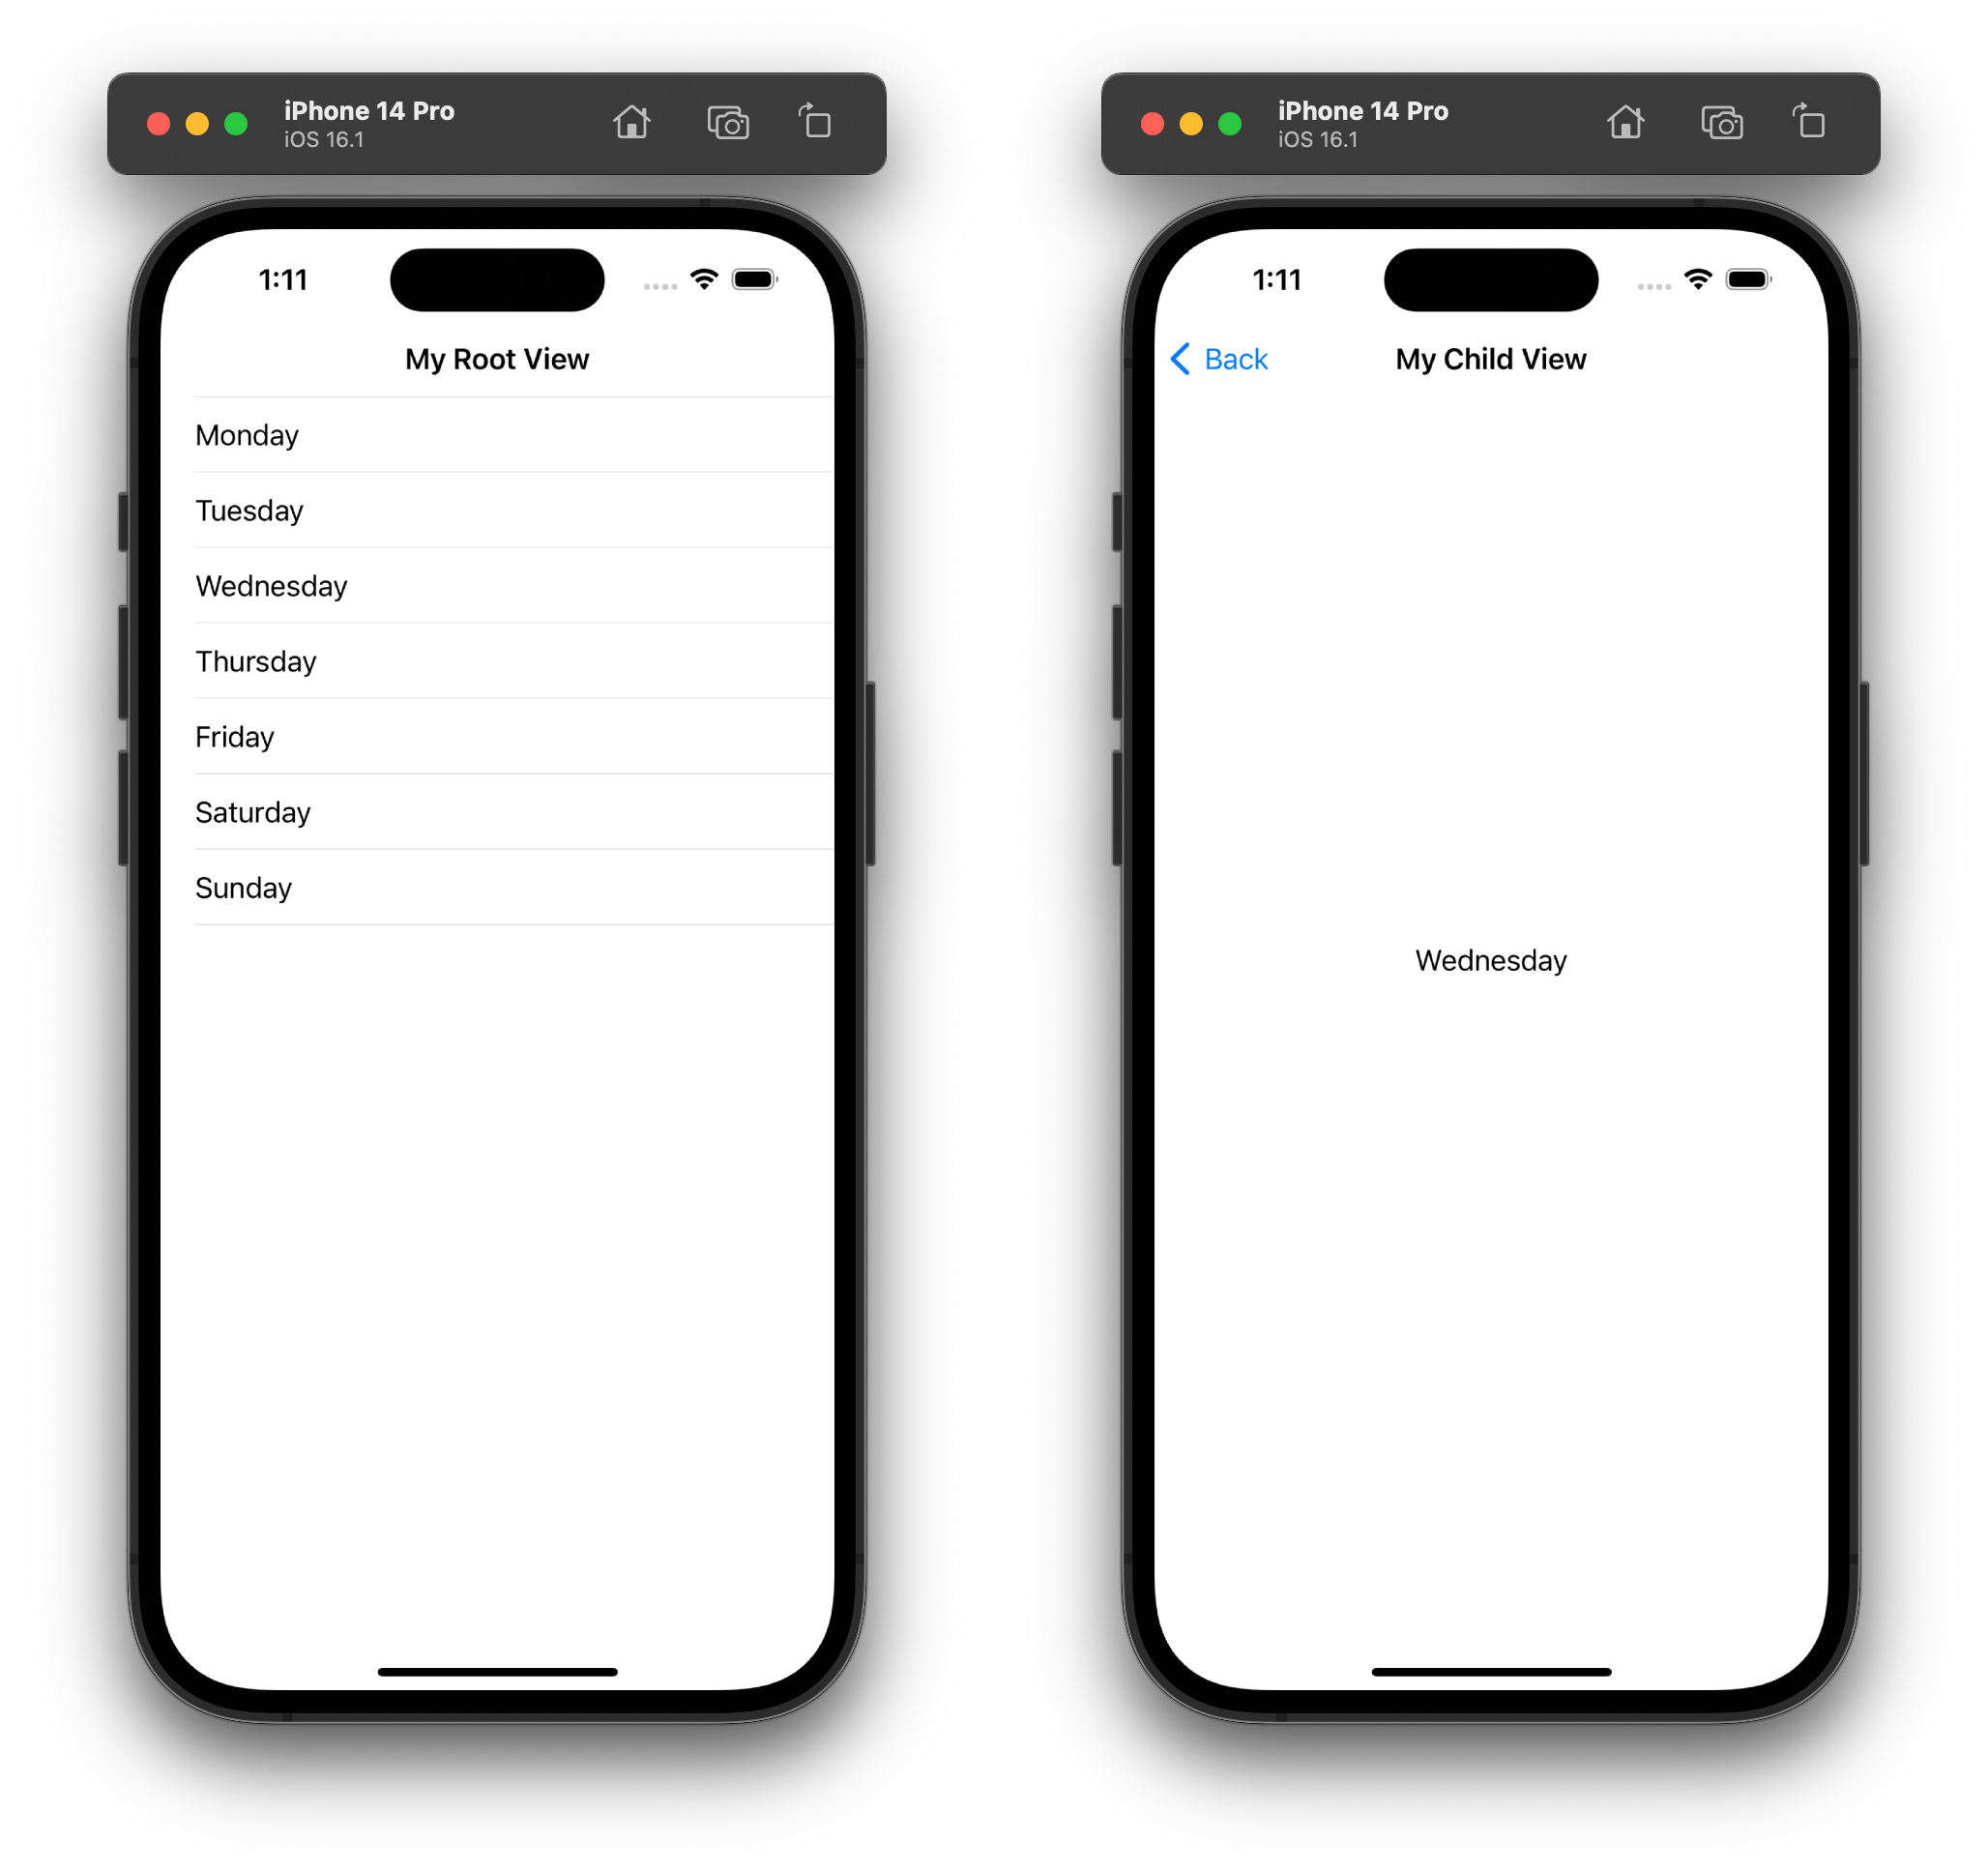 iPhone 14 Pro
iOS 16.1
1:11
My Root View
Monday
Tuesday
Wednesday
Thursday
Friday
Saturday
Sunday
iPhone 14 Pro
iOS 16.1
1:11
Back My Child View
Wednesday